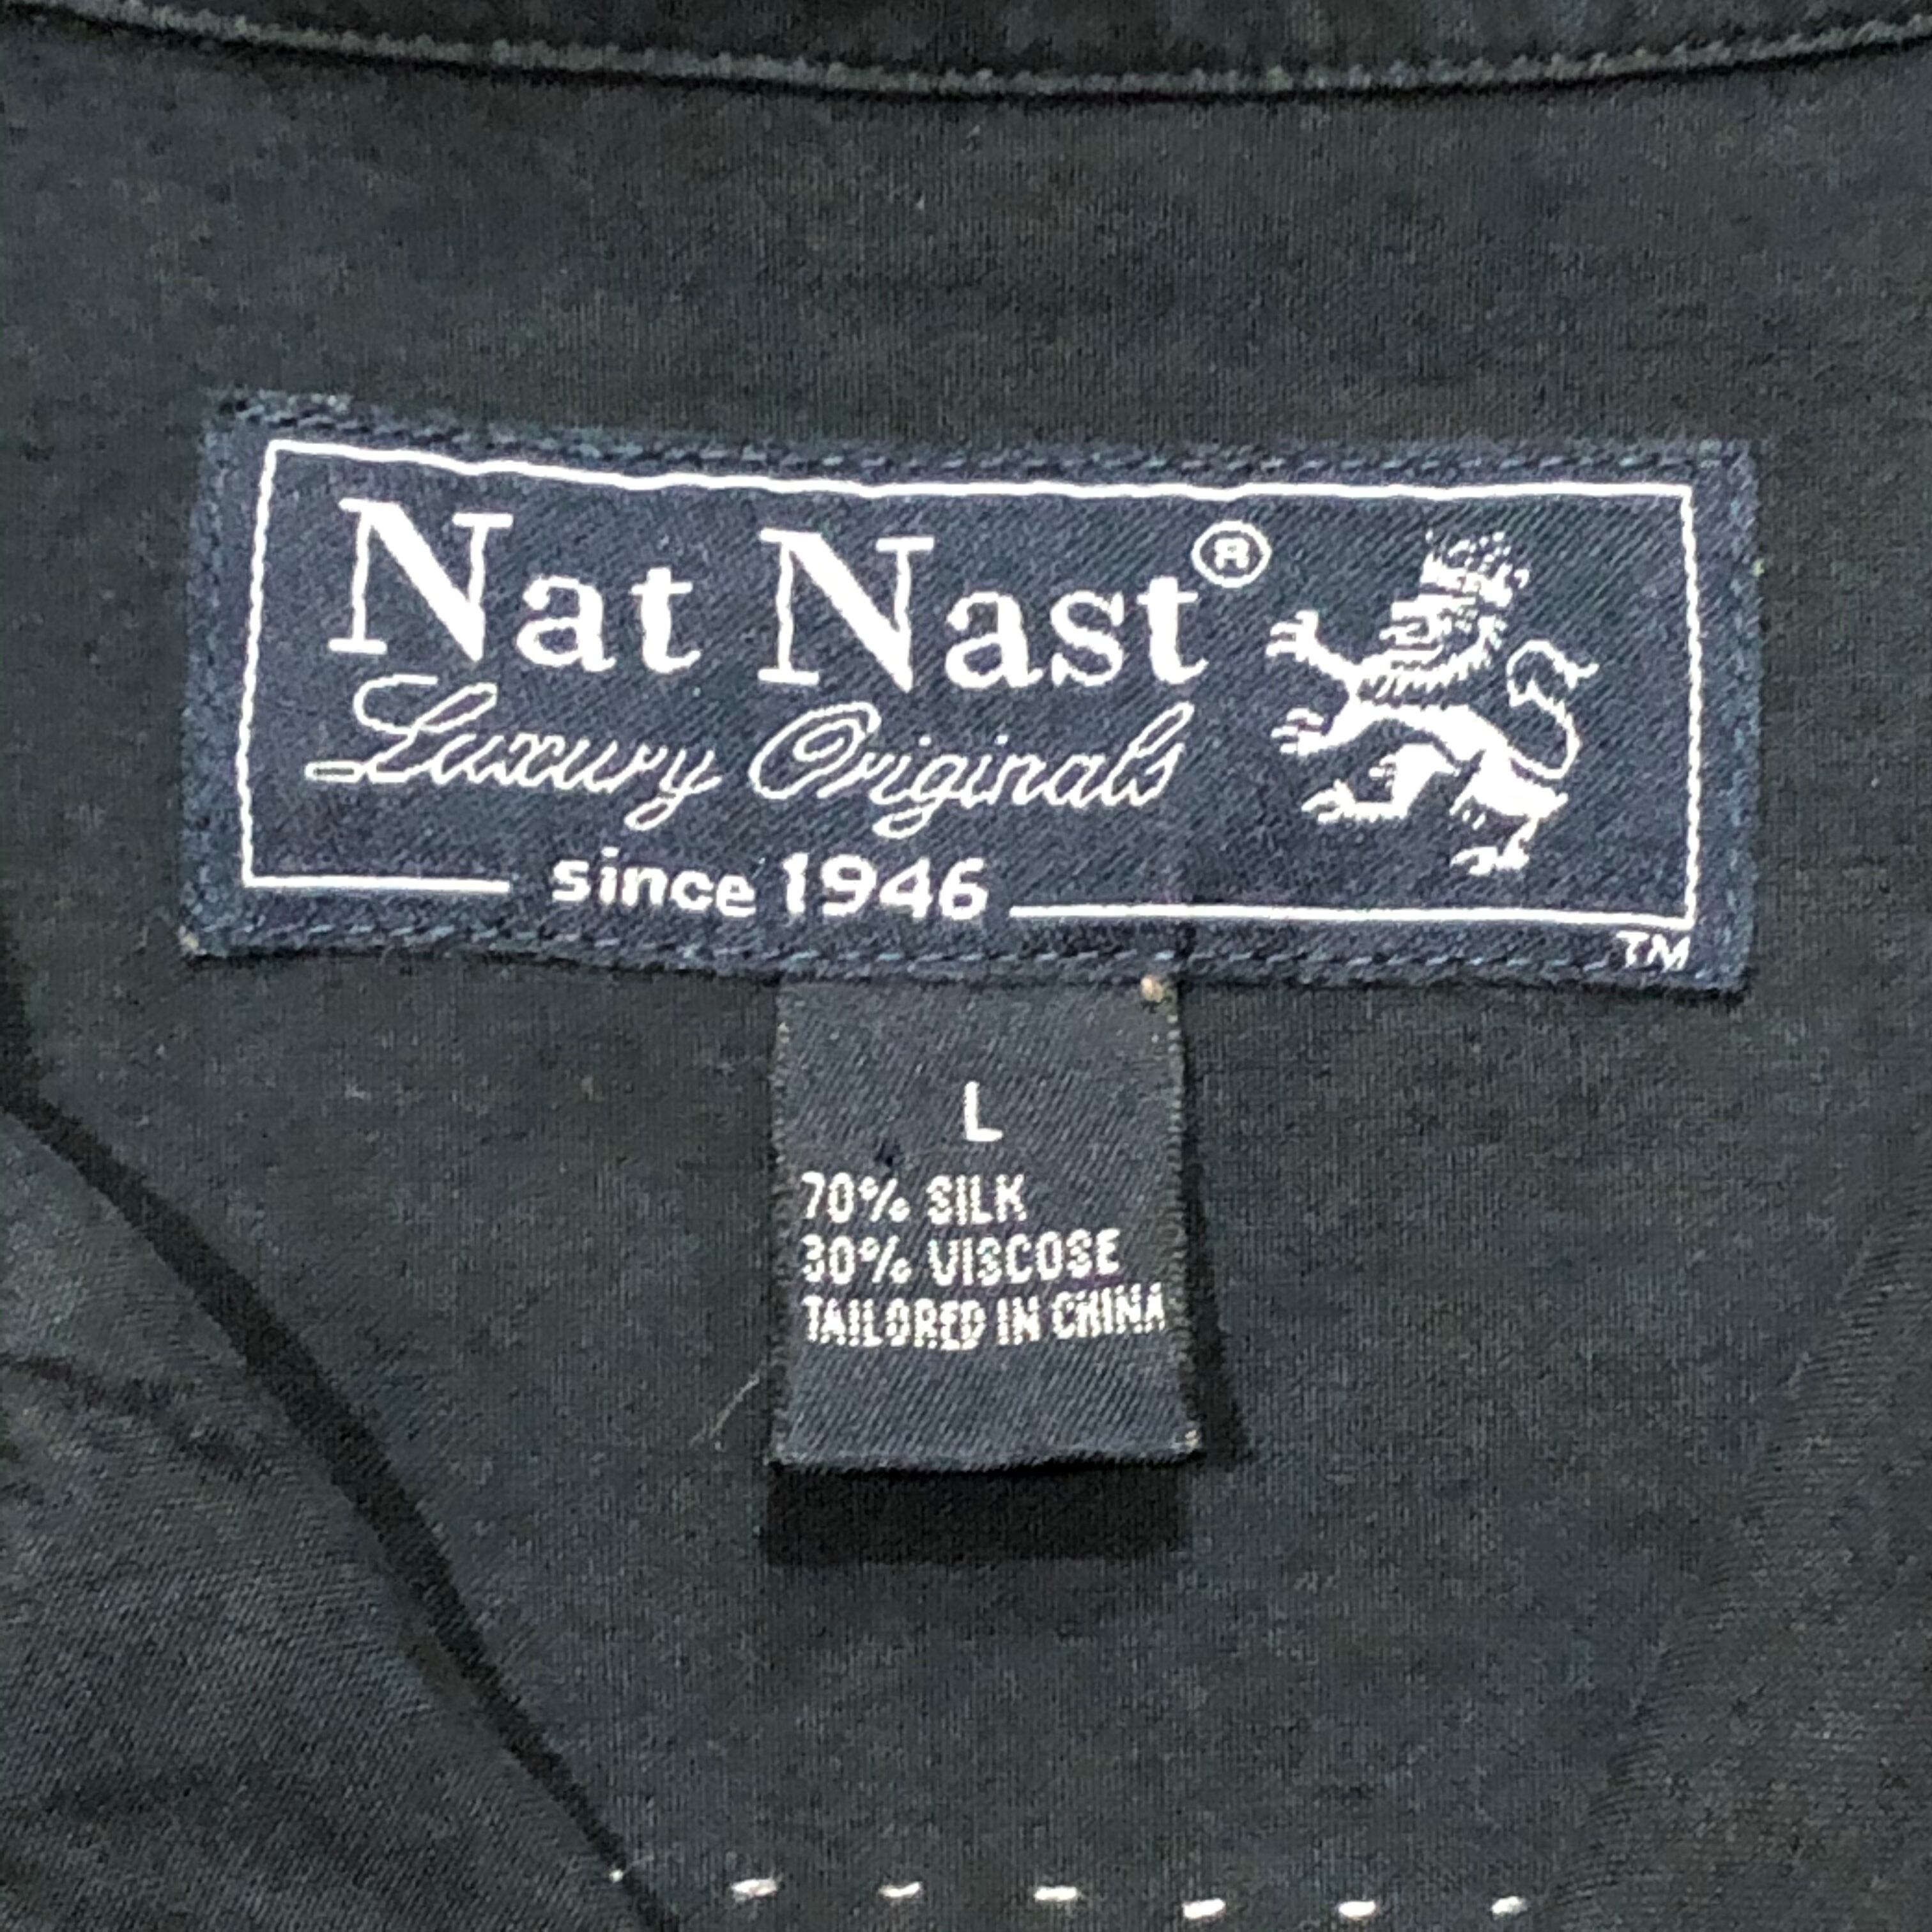 Nat Nast®
Luxury Originals
since 1946
TM
L
70% SILK
30% VISCOSE
TAILORED IN CHINA